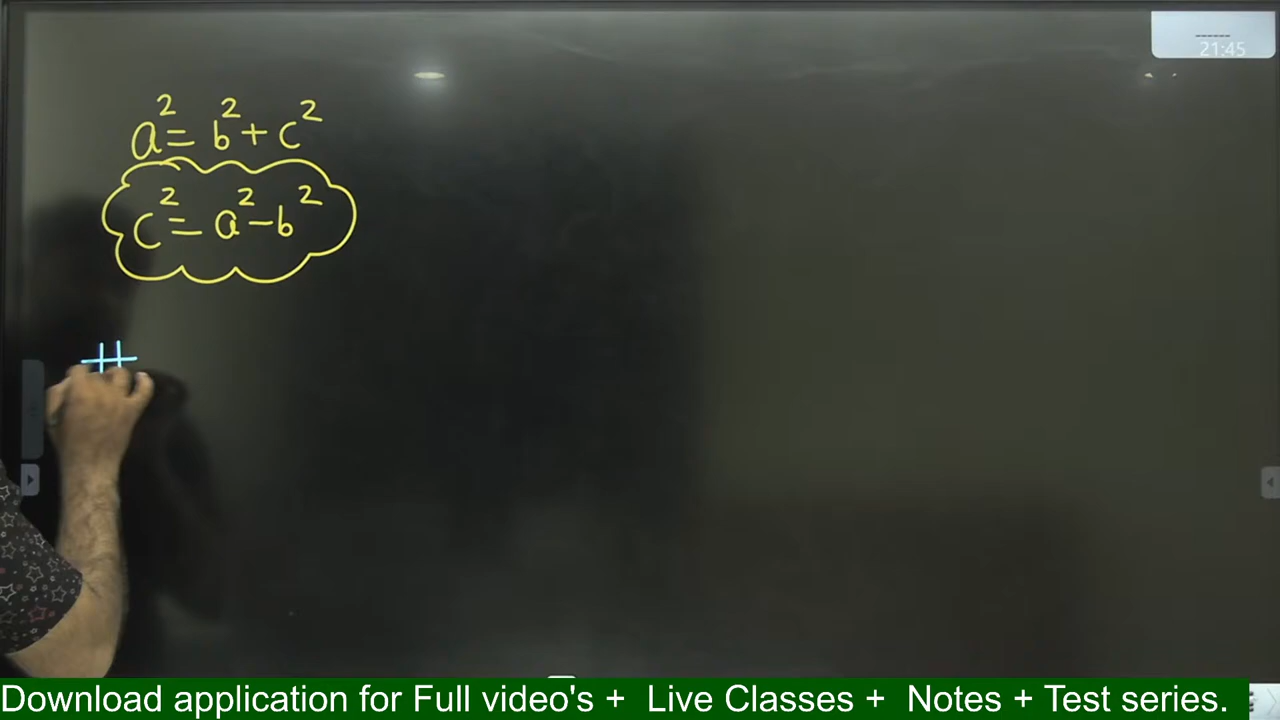 21:45
a² = b² + c²
c² = a² - b²
#
Download application for Full video's + Live Classes + Notes + Test series.